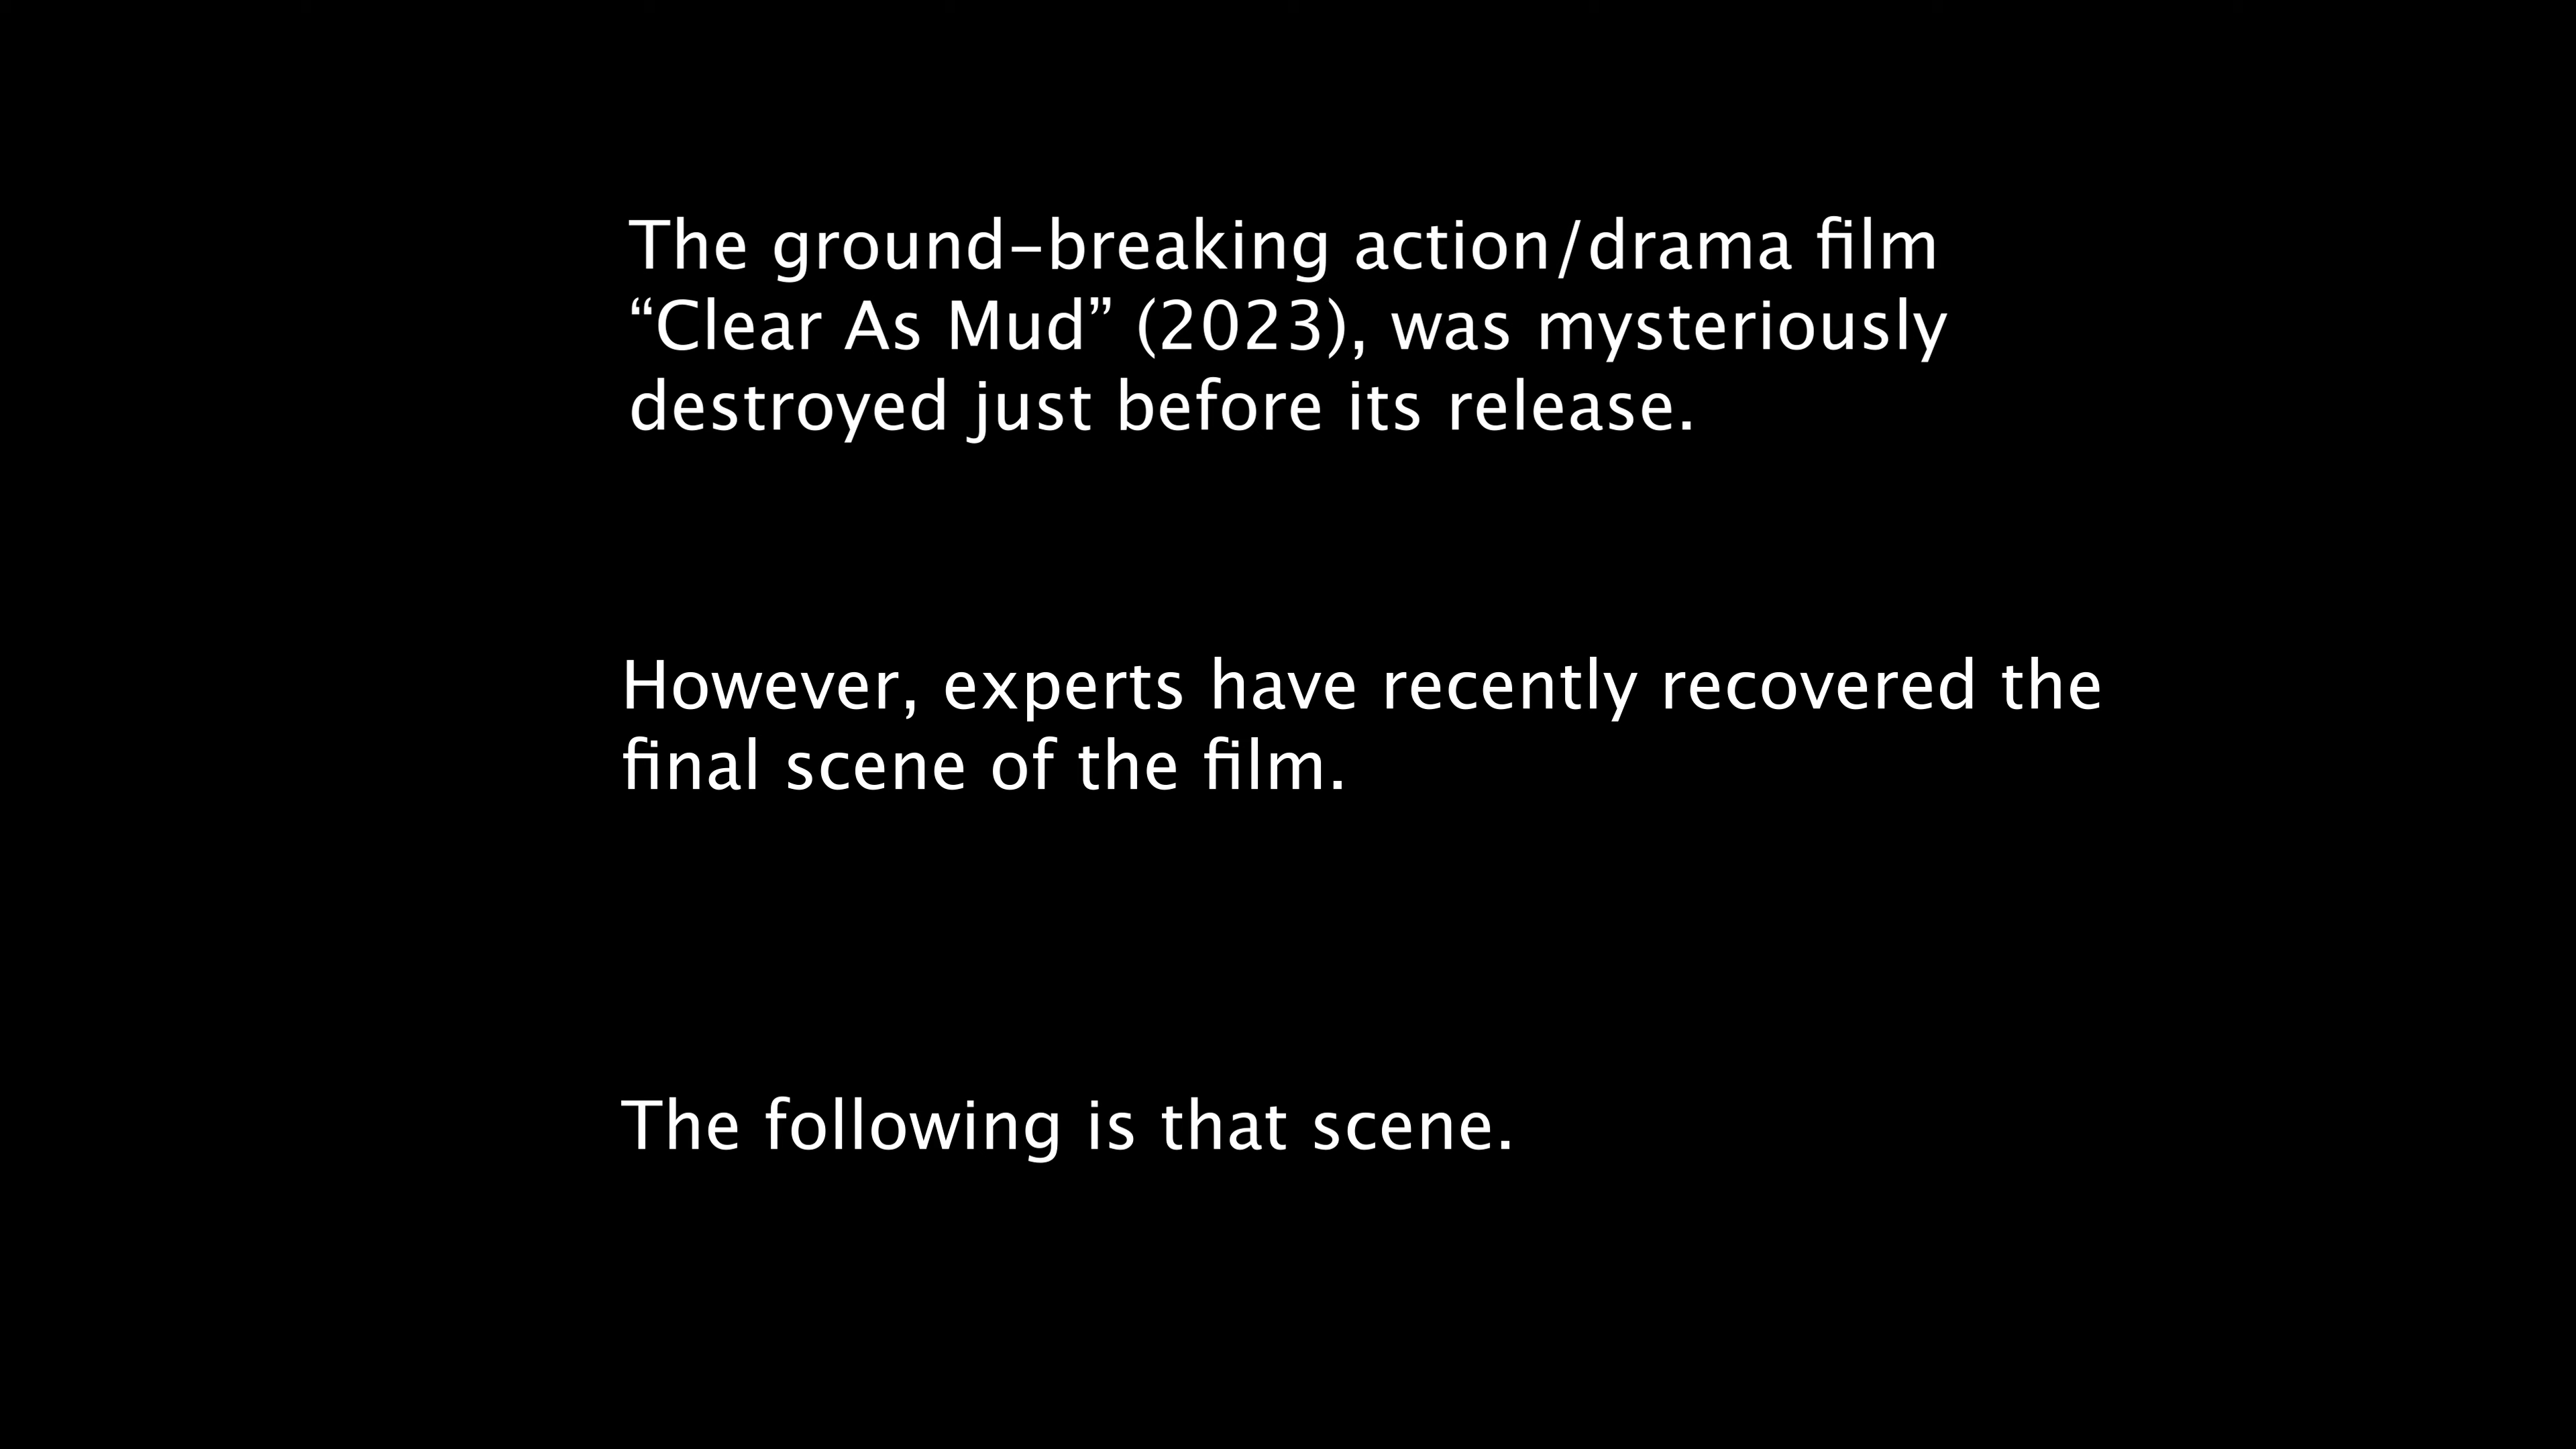 The ground-breaking action/drama film
“Clear As Mud” (2023), was mysteriously
destroyed just before its release.
However, experts have recently recovered the
final scene of the film.
The following is that scene.